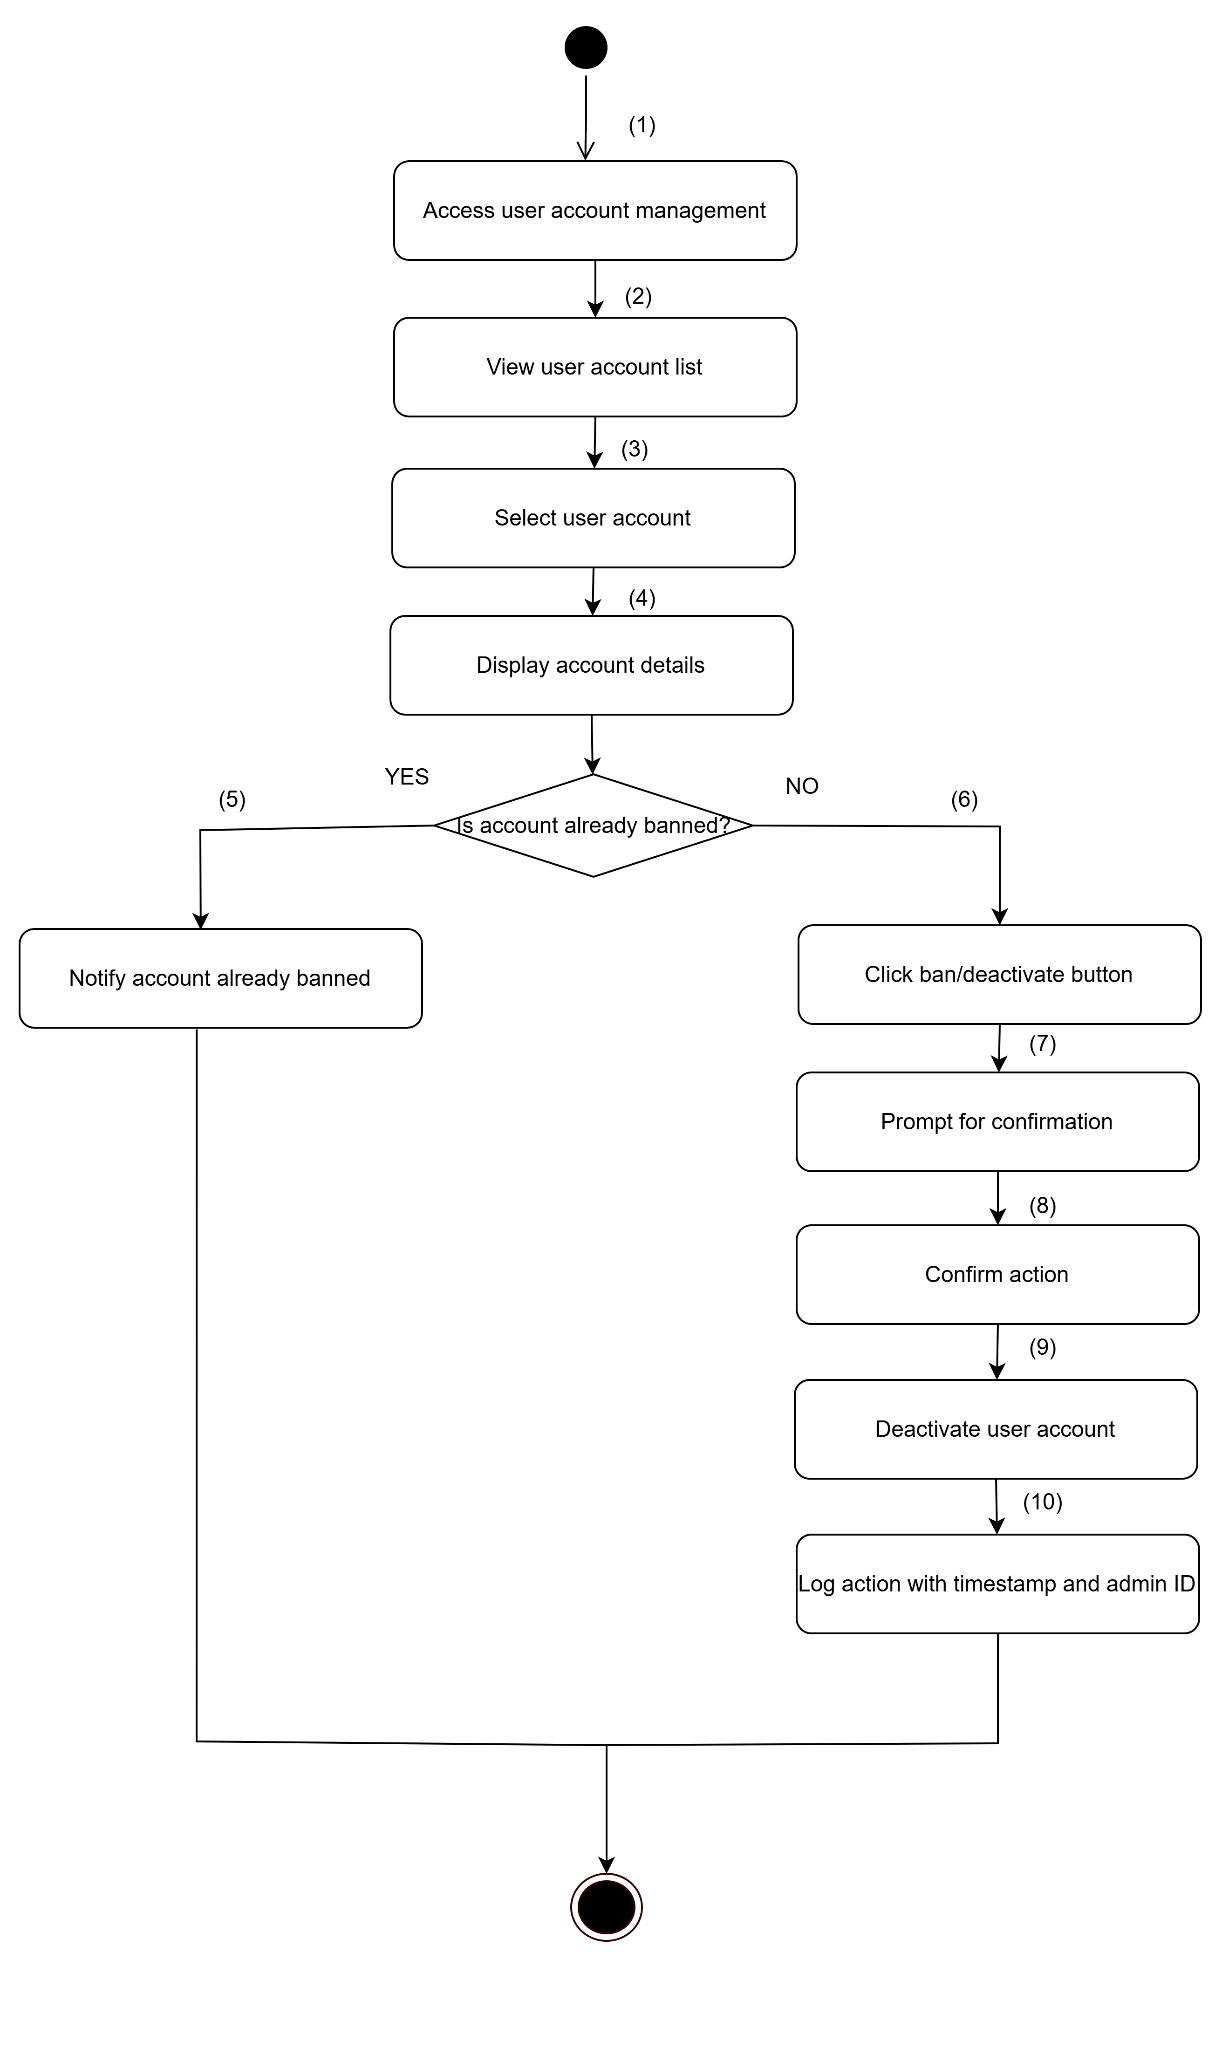 (1)
Access user account management
(2)
View user account list
(3)
Select user account
(4)
Display account details
YES
NO
(5)
(6)
Is account already banned?
Notify account already banned
Click ban/deactivate button
(7)
Prompt for confirmation
(8)
Confirm action
(9)
Deactivate user account
(10)
Log action with timestamp and admin ID